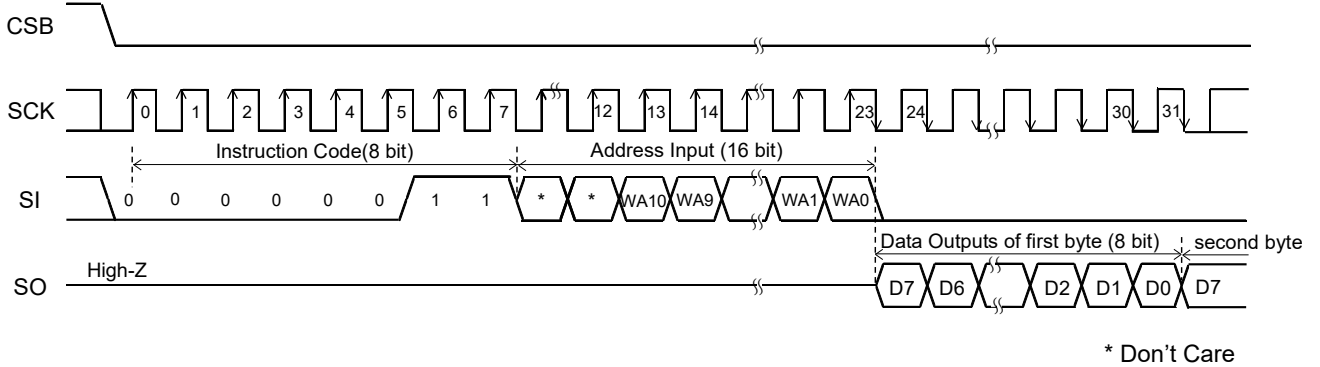 CSB
SCK 0 1 2 3 4 5 6 7 12 13 14 23 24 30 31
Instruction Code(8 bit) Address Input (16 bit)
SI 0 0 0 0 0 0 1 1 * * WA10 WA9 WA1 WA0
Data Outputs of first byte (8 bit) second byte
High-Z
SO D7 D6 D2 D1 D0 D7
* Don't Care